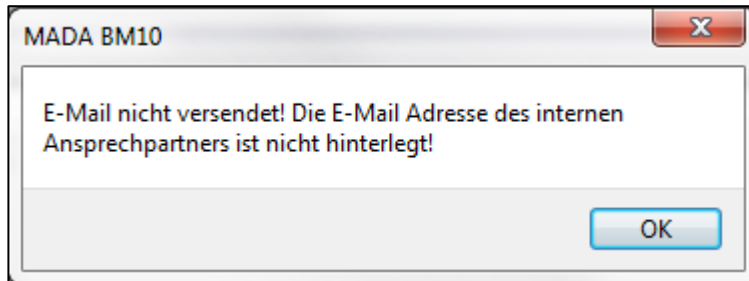 MADA BM10
E-Mail nicht versendet! Die E-Mail Adresse des internen
Ansprechpartners ist nicht hinterlegt!
OK